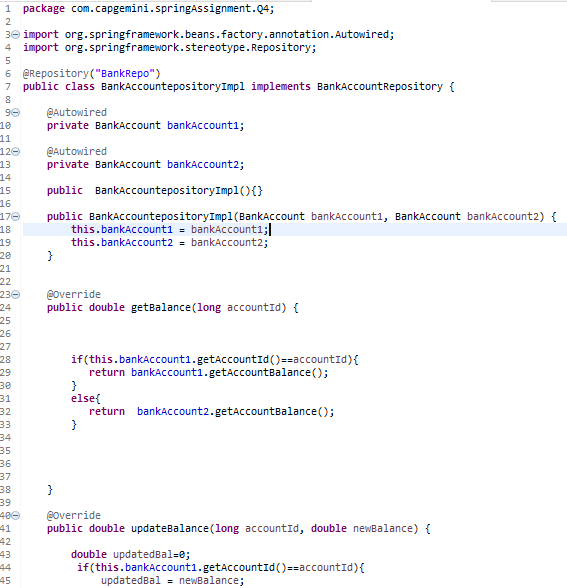 1 package com.capgemini.springAssignment.Q4;
2
3 import org.springframework.beans.factory.annotation.Autowired;
4 import org.springframework.stereotype.Repository;
5
6 @Repository("BankRepo")
7 public class BankAccountepositoryImpl implements BankAccountRepository {
8
9 @Autowired
10 private BankAccount bankAccount1;
11
12 @Autowired
13 private BankAccount bankAccount2;
14
15 public  BankAccountepositoryImpl(){}
16
17 public BankAccountepositoryImpl(BankAccount bankAccount1, BankAccount bankAccount2) {
18 this.bankAccount1 = bankAccount1;
19 this.bankAccount2 = bankAccount2;
20 }
21
22
23 @Override
24 public double getBalance(long accountId) {
25
26
27
28 if(this.bankAccount1.getAccountId()==accountId){
29 return bankAccount1.getAccountBalance();
30 }
31 else{
32 return  bankAccount2.getAccountBalance();
33 }
34
35
36
37
38 }
39
40 @Override
41 public double updateBalance(long accountId, double newBalance) {
42
43 double updatedBal=0;
44 if(this.bankAccount1.getAccountId()==accountId){
45 updatedBal = newBalance;